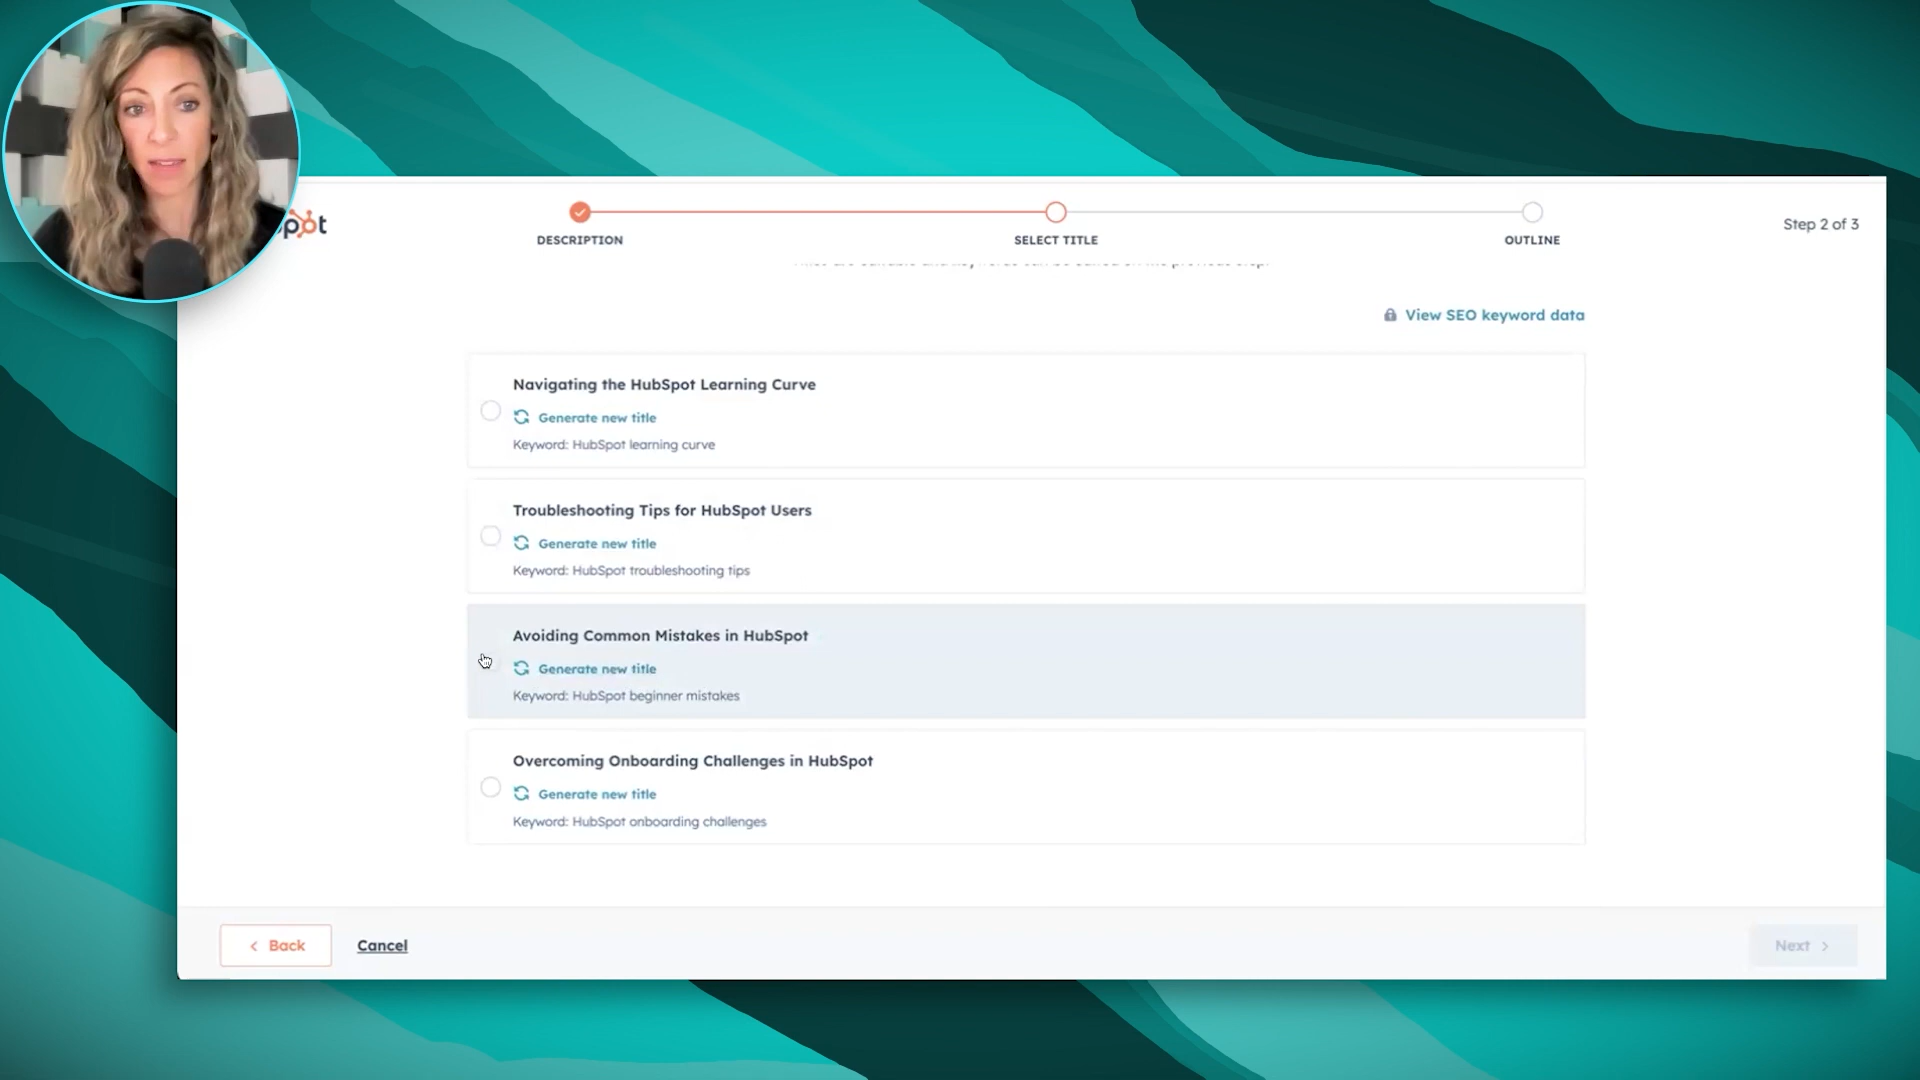 pot
DESCRIPTION
SELECT TITLE
OUTLINE
Step 2 of 3
View SEO keyword data
Navigating the HubSpot Learning Curve
Generate new title
Keyword: HubSpot learning curve
Troubleshooting Tips for HubSpot Users
Generate new title
Keyword: HubSpot troubleshooting tips
Avoiding Common Mistakes in HubSpot
Generate new title
Keyword: HubSpot beginner mistakes
Overcoming Onboarding Challenges in HubSpot
Generate new title
Keyword: HubSpot onboarding challenges
Back
Cancel
Next